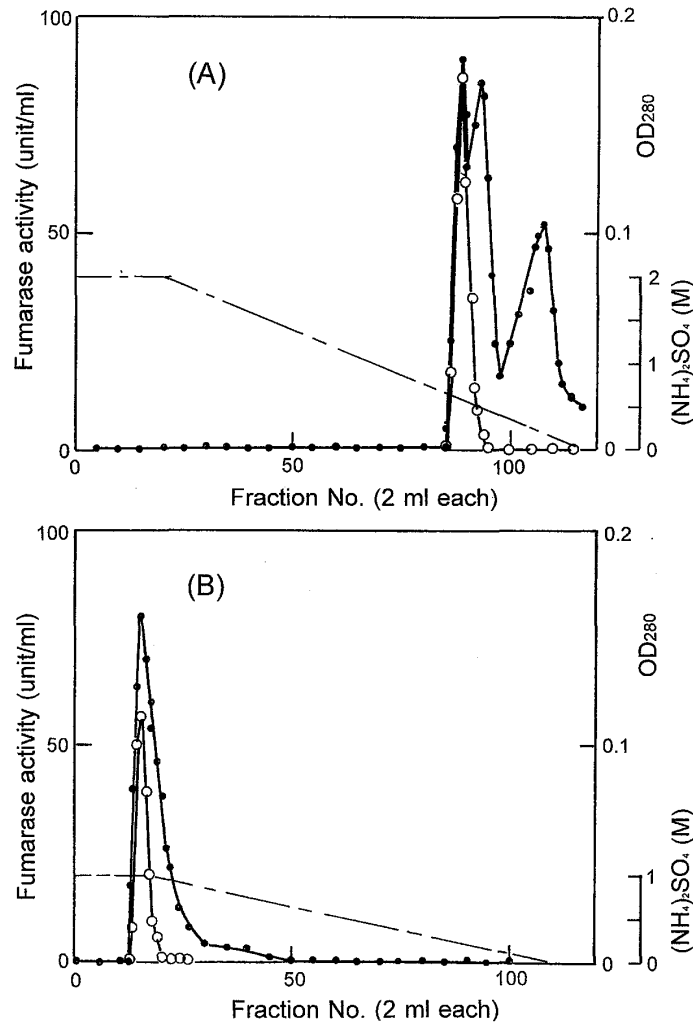 100
(A)
50
0
Fumarase activity (unit/ml)
0.2
OD280
0.1
2
1
0
0
(NH₄)₂SO₄ (M)
50
100
Fraction No. (2 ml each)
100
(B)
50
0
Fumarase activity (unit/ml)
0.2
OD280
0.1
1
0
0
(NH₄)₂SO₄ (M)
0
50
100
Fraction No. (2 ml each)